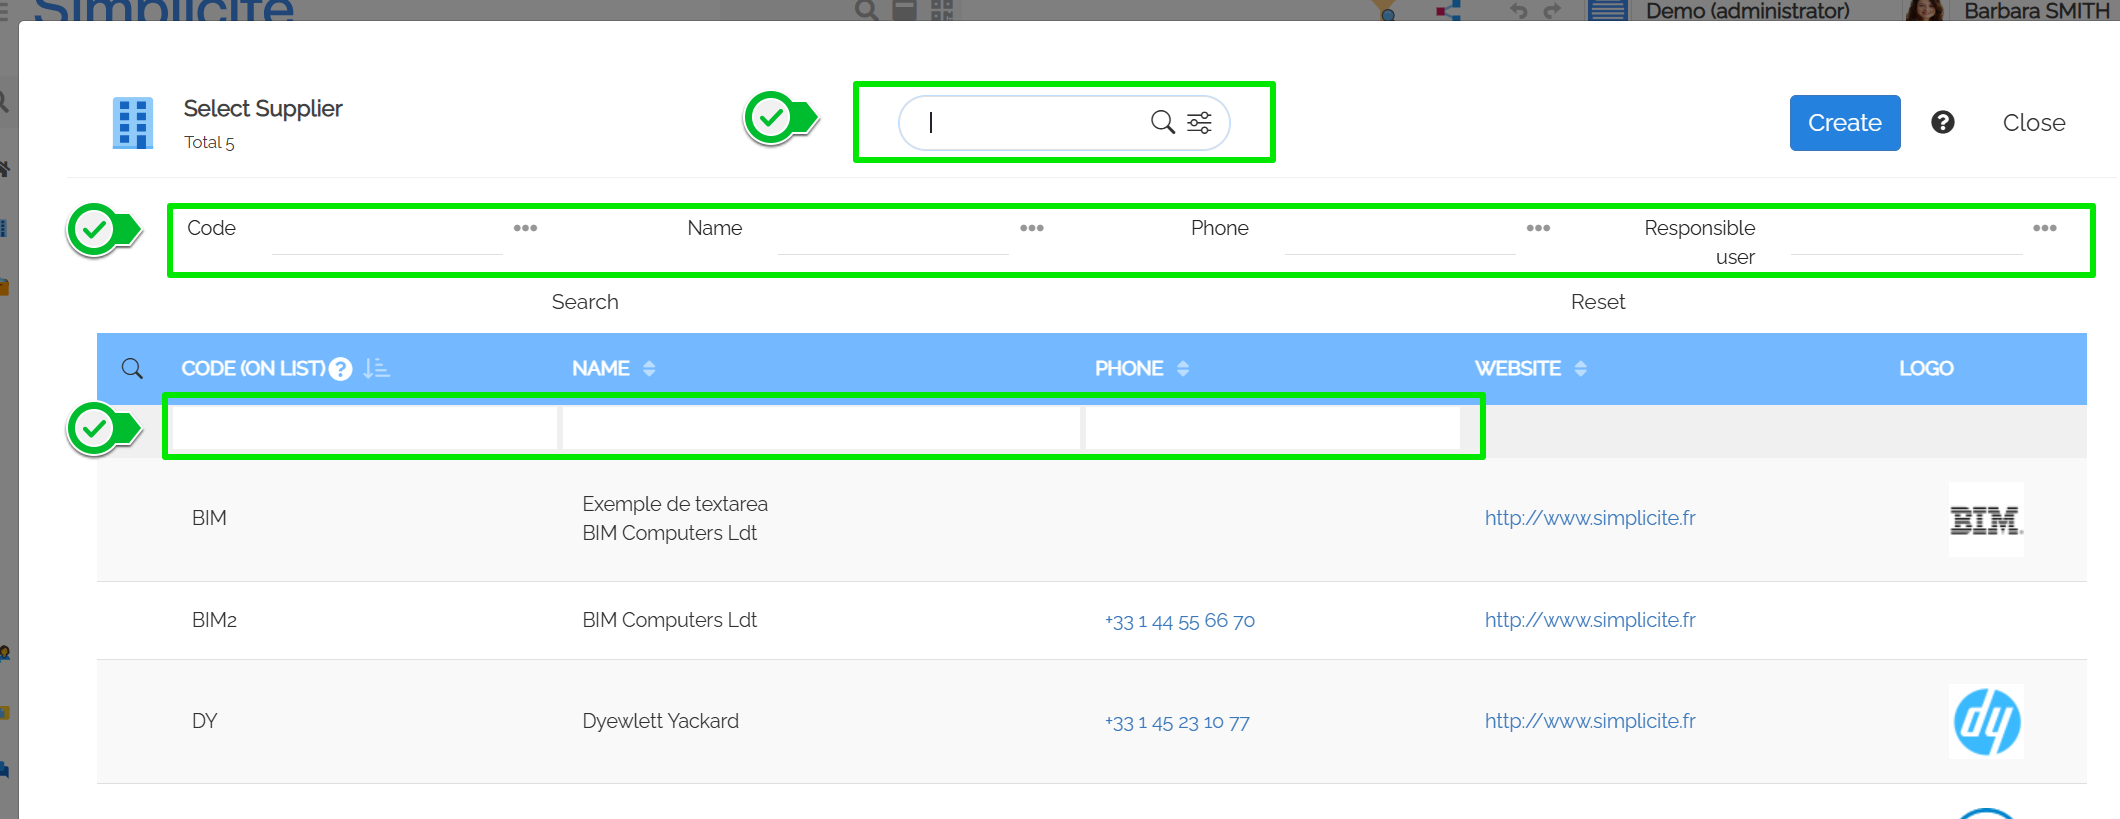 Simplicite
Demo (administrator)
Barbara SMITH
Select Supplier
Total 5
Create
?
Close
Code
Name
Phone
Responsible
user
Search
Reset
CODE (ON LIST) ?
NAME
PHONE
WEBSITE
LOGO
BIM
Exemple de textarea
BIM Computers Ldt
http://www.simplicite.fr
BIM
BIM2
BIM Computers Ldt
+33 1 44 55 66 70
http://www.simplicite.fr
DY
Dyewlett Yackard
+33 1 45 23 10 77
http://www.simplicite.fr
dy